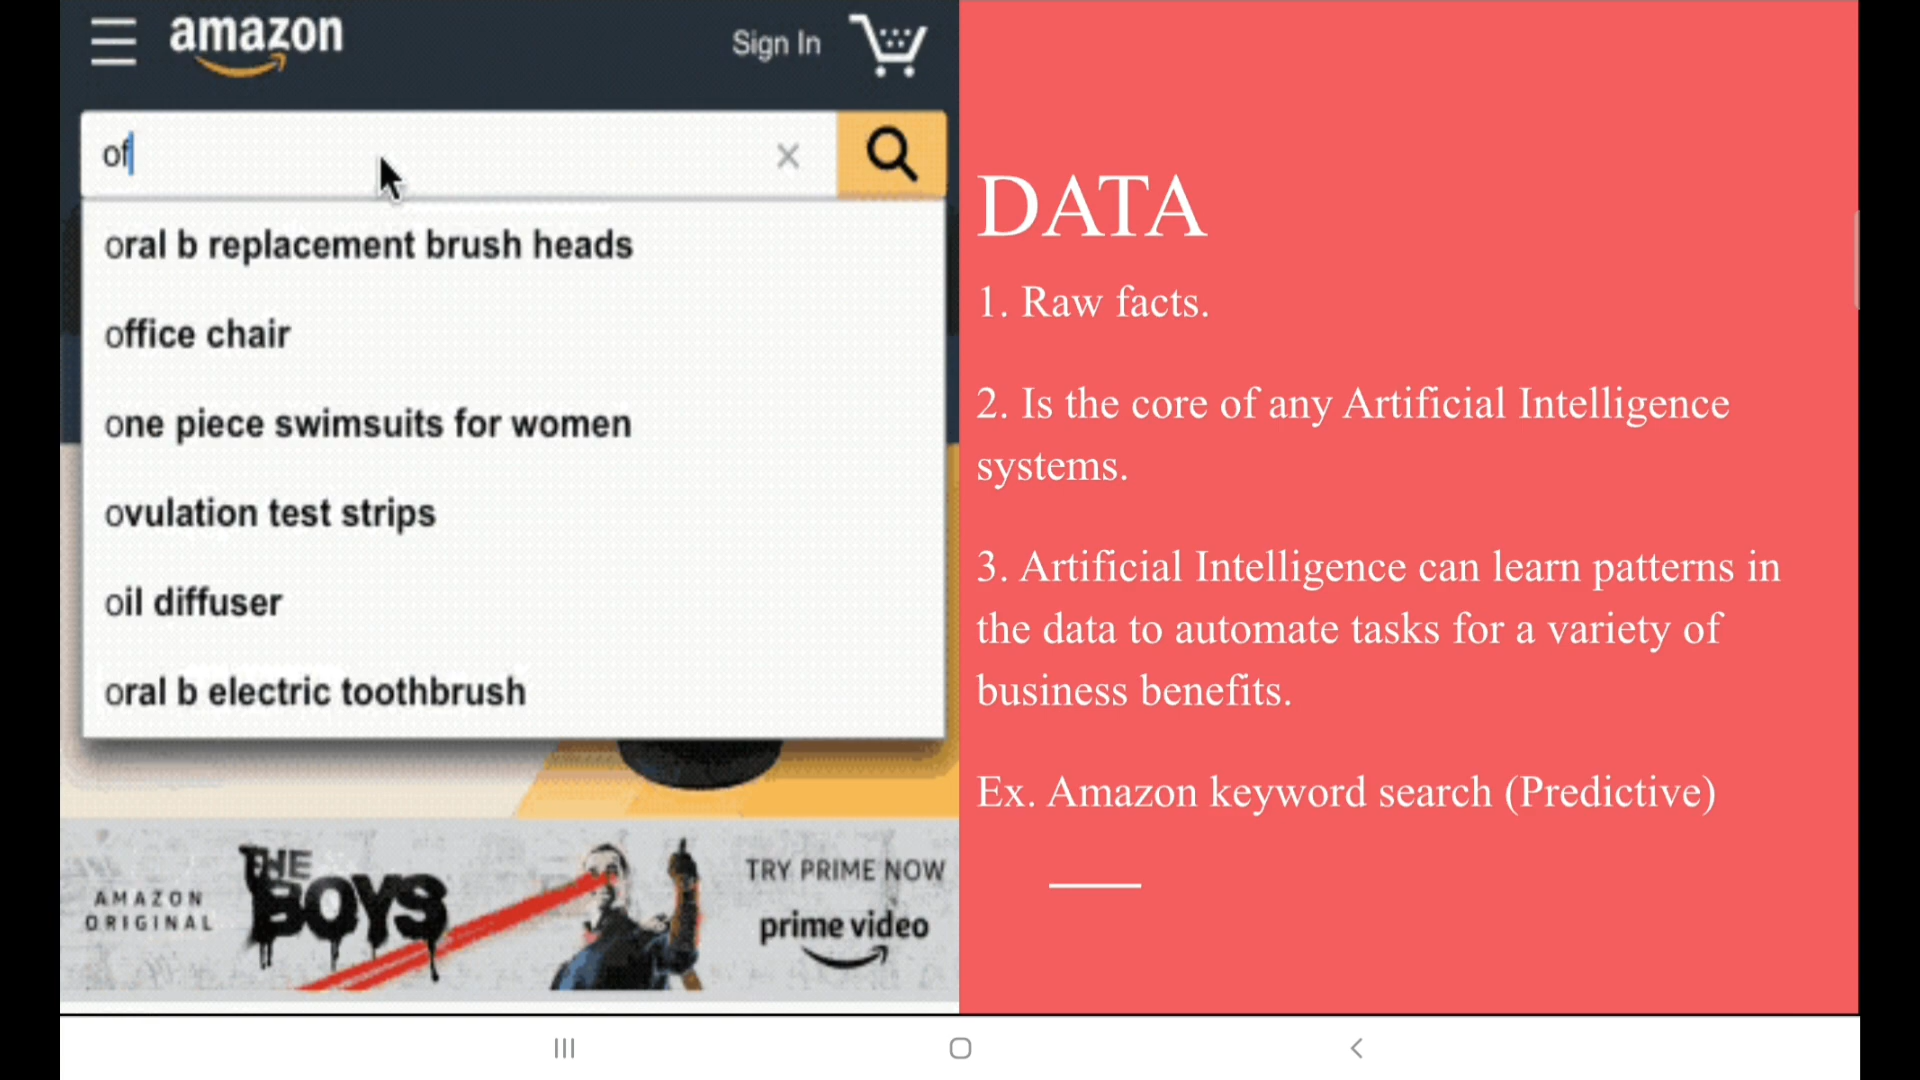 amazon
Sign In
of
oral b replacement brush heads
office chair
one piece swimsuits for women
ovulation test strips
oil diffuser
oral b electric toothbrush
AMAZON
ORIGINAL
THE
BOYS
TRY PRIME NOW
prime video
DATA
1. Raw facts.
2. Is the core of any Artificial Intelligence
systems.
3. Artificial Intelligence can learn patterns in
the data to automate tasks for a variety of
business benefits.
Ex. Amazon keyword search (Predictive)